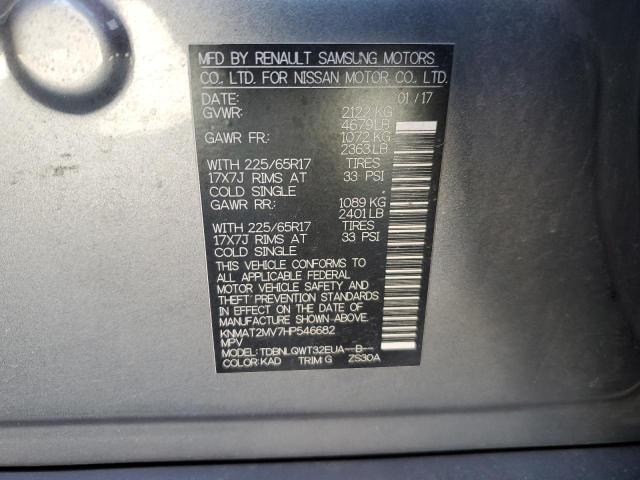 MFD BY RENAULT SAMSUNG MOTORS
CO. LTD. FOR NISSAN MOTOR CO. LTD.
DATE: 01/17
GVWR: 2122 KG
4679 LB
GAWR FR: 1072 KG
2363 LB
WITH 225/65R17 TIRES
17X7J RIMS AT 33 PSI
COLD SINGLE
GAWR RR: 1089 KG
2401 LB
WITH 225/65R17 TIRES
17X7J RIMS AT 33 PSI
COLD SINGLE
THIS VEHICLE CONFORMS TO
ALL APPLICABLE FEDERAL
MOTOR VEHICLE SAFETY AND
THEFT PREVENTION STANDARDS
IN EFFECT ON THE DATE OF
MANUFACTURE SHOWN ABOVE.
KNMAT2MV7HP546682
MPV
MODEL: TDBNLQWT32EUA--B--
COLOR: KAD TRIM G ZS30A